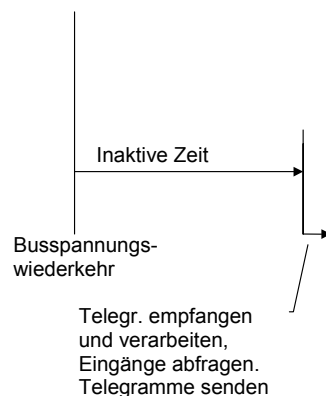 Inaktive Zeit
Busspannungs-
wiederkehr
Telegr. empfangen
und verarbeiten,
Eingänge abfragen.
Telegramme senden